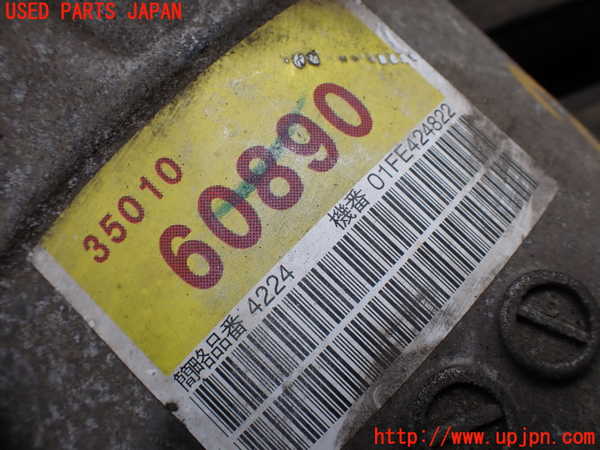 USED PARTS JAPAN
35010
60890
簡略品番 4224
機番 01FE424822
http://www.upjpn.com/